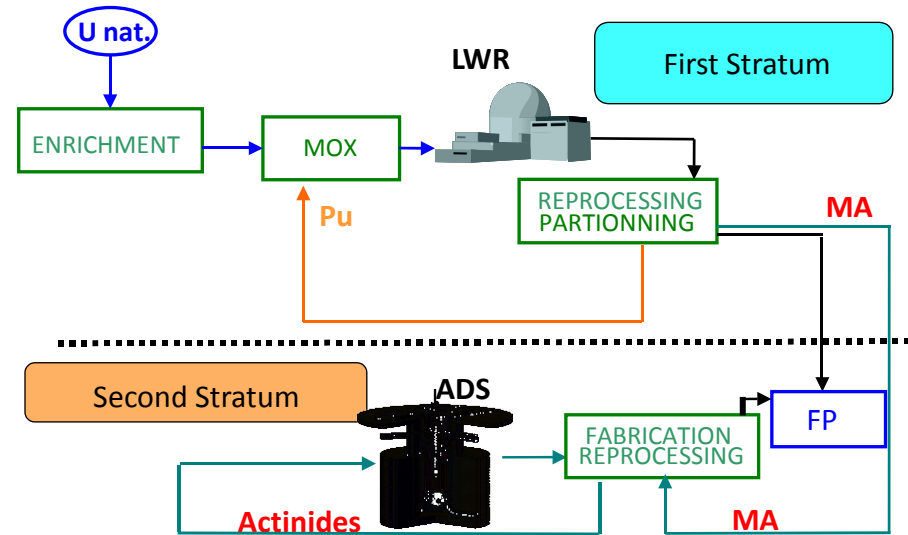 U nat.
LWR
First Stratum
ENRICHMENT
MOX
REPROCESSING
PARTIONNING
MA
Pu
Second Stratum
ADS
FP
FABRICATION
REPROCESSING
Actinides
MA